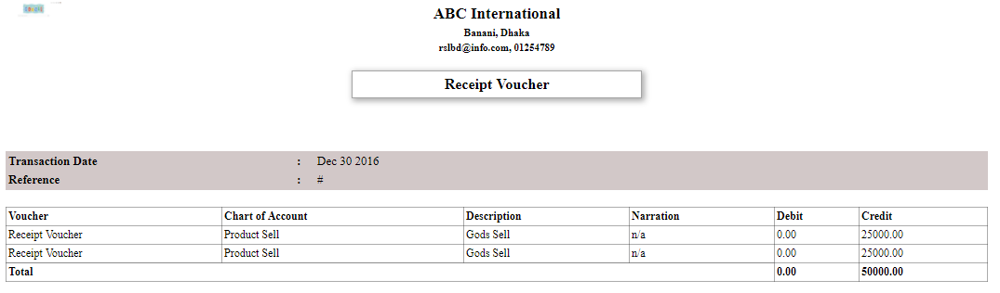 ABC International
Banani, Dhaka
rslbd@info.com, 01254789
Receipt Voucher
Transaction Date : Dec 30 2016
Reference : #
Voucher Chart of Account Description Narration Debit Credit
Receipt Voucher Product Sell Gods Sell n/a 0.00 25000.00
Receipt Voucher Product Sell Gods Sell n/a 0.00 25000.00
Total 0.00 50000.00